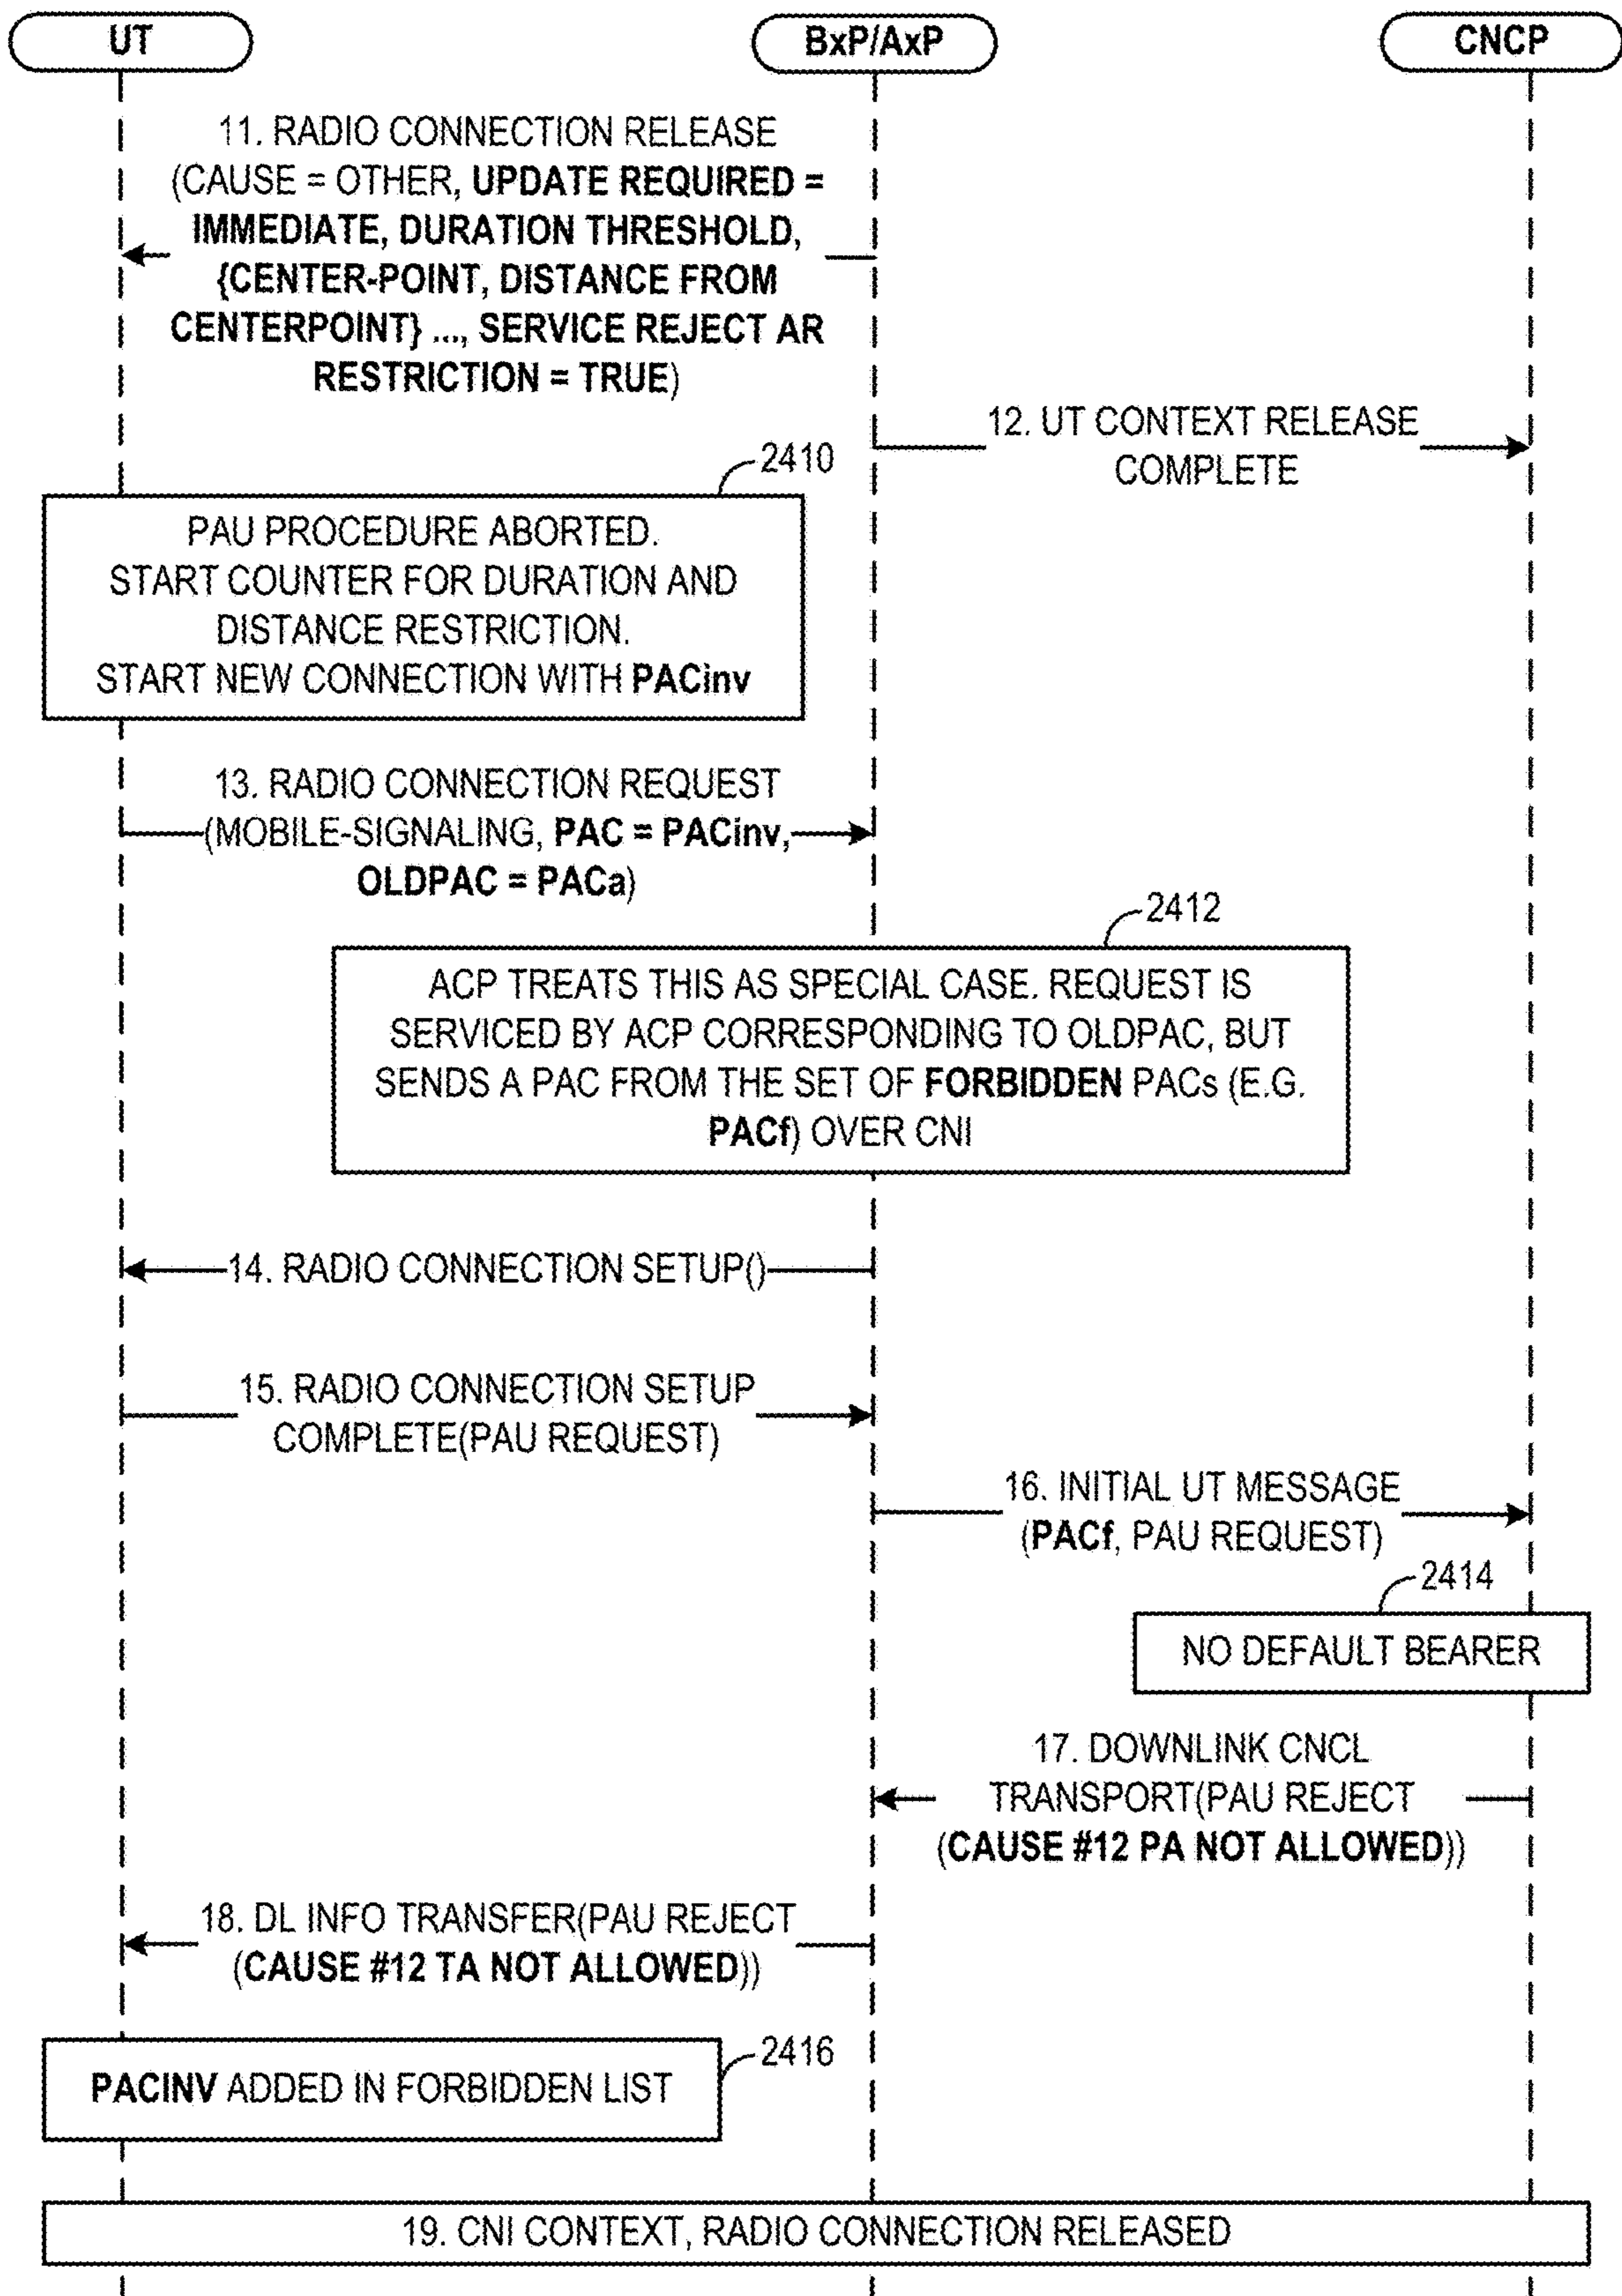 UT
BxP/AxP
CNCP
11. RADIO CONNECTION RELEASE
(CAUSE = OTHER, UPDATE REQUIRED =
IMMEDIATE, DURATION THRESHOLD,
{CENTER-POINT, DISTANCE FROM
CENTERPOINT} ..., SERVICE REJECT AR
RESTRICTION = TRUE)
12. UT CONTEXT RELEASE
COMPLETE
2410
PAU PROCEDURE ABORTED.
START COUNTER FOR DURATION AND
DISTANCE RESTRICTION.
START NEW CONNECTION WITH PACinv
13. RADIO CONNECTION REQUEST
(MOBILE-SIGNALING, PAC = PACinv,
OLDPAC = PACa)
2412
ACP TREATS THIS AS SPECIAL CASE. REQUEST IS
SERVICED BY ACP CORRESPONDING TO OLDPAC, BUT
SENDS A PAC FROM THE SET OF FORBIDDEN PACs (E.G.
PACf) OVER CNI
14. RADIO CONNECTION SETUP()
15. RADIO CONNECTION SETUP
COMPLETE(PAU REQUEST)
16. INITIAL UT MESSAGE
(PACf, PAU REQUEST)
2414
NO DEFAULT BEARER
17. DOWNLINK CNCL
TRANSPORT(PAU REJECT
(CAUSE #12 PA NOT ALLOWED))
18. DL INFO TRANSFER(PAU REJECT
(CAUSE #12 TA NOT ALLOWED))
2416
PACINV ADDED IN FORBIDDEN LIST
19. CNI CONTEXT, RADIO CONNECTION RELEASED